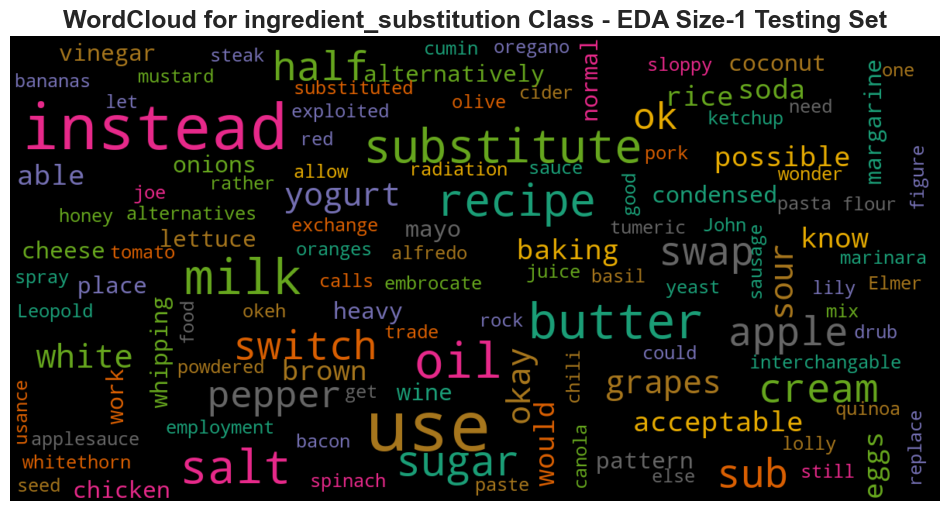 WordCloud for ingredient_substitution Class - EDA Size-1 Testing Set
vinegar steak half cumin oregano normal sloppy coconut one
bananas mustard substituted alternatively cider rice soda margarine
let exploited olive ok ketchup need
instead red substitute pork possible figure
able onions allow radiation sauce good condensed wonder
joe rather yogurt recipe pasta flour
honey alternatives exchange mayo tumeric John
cheese tomato lettuce oranges alfredo baking swap sausage sour know marinara
spray place milk calls embrocate juice basil yeast lily Elmer
Leopold whipping food okeh heavy trade rock butter apple mix drub
white switch oil could interchangable
work powdered brown pepper get wine okay chili grapes cream
usance applesauce employment use would acceptable quinoa
whitethorn bacon salt sugar canola pattern lolly eggs replace
seed chicken spinach paste else sub still